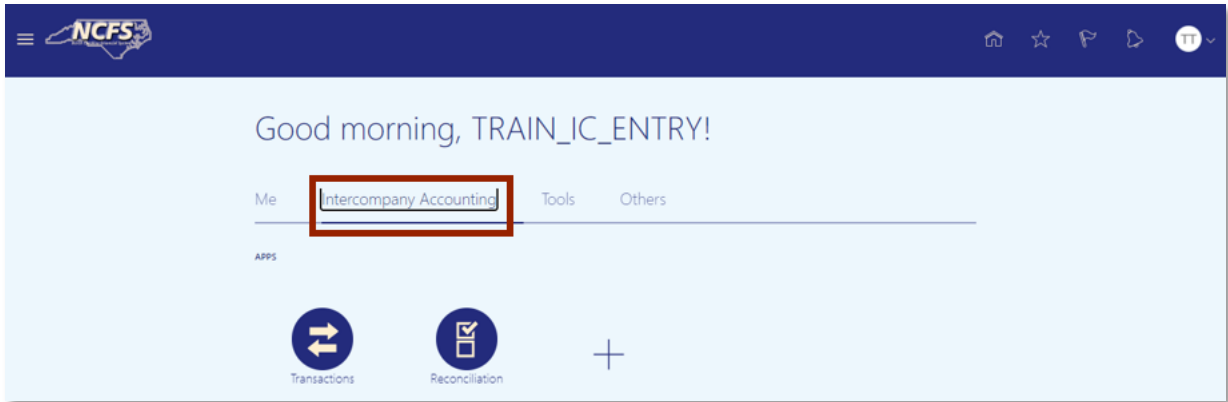 NCFS
TT
Good morning, TRAIN_IC_ENTRY!
Me Intercompany Accounting Tools Others
APPS
Transactions Reconciliation